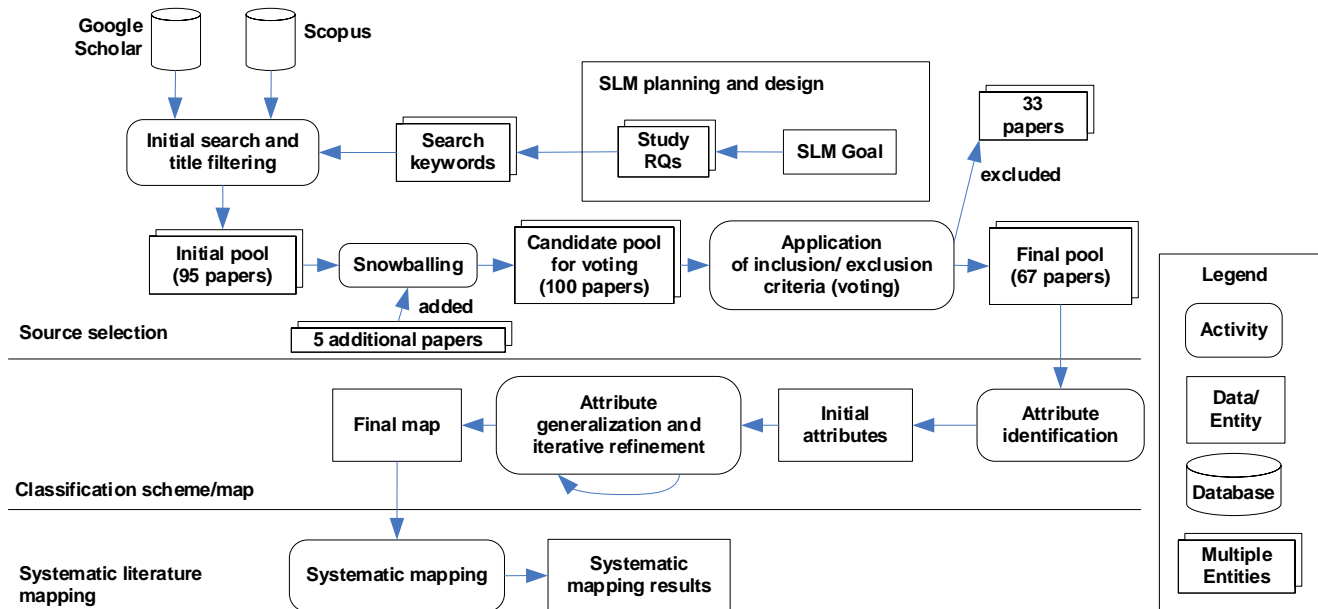 Google
Scholar
Scopus
SLM planning and design
33
papers
Initial search and
title filtering
Search
keywords
Study
RQs
SLM Goal
excluded
Initial pool
(95 papers)
Snowballing
Candidate pool
for voting
(100 papers)
Application
of inclusion/ exclusion
criteria (voting)
Final pool
(67 papers)
added
5 additional papers
Source selection
Final map
Attribute
generalization and
iterative refinement
Initial
attributes
Attribute
identification
Classification scheme/map
Systematic mapping
Systematic
mapping results
Systematic literature
mapping
Legend
Activity
Data/
Entity
Database
Multiple
Entities